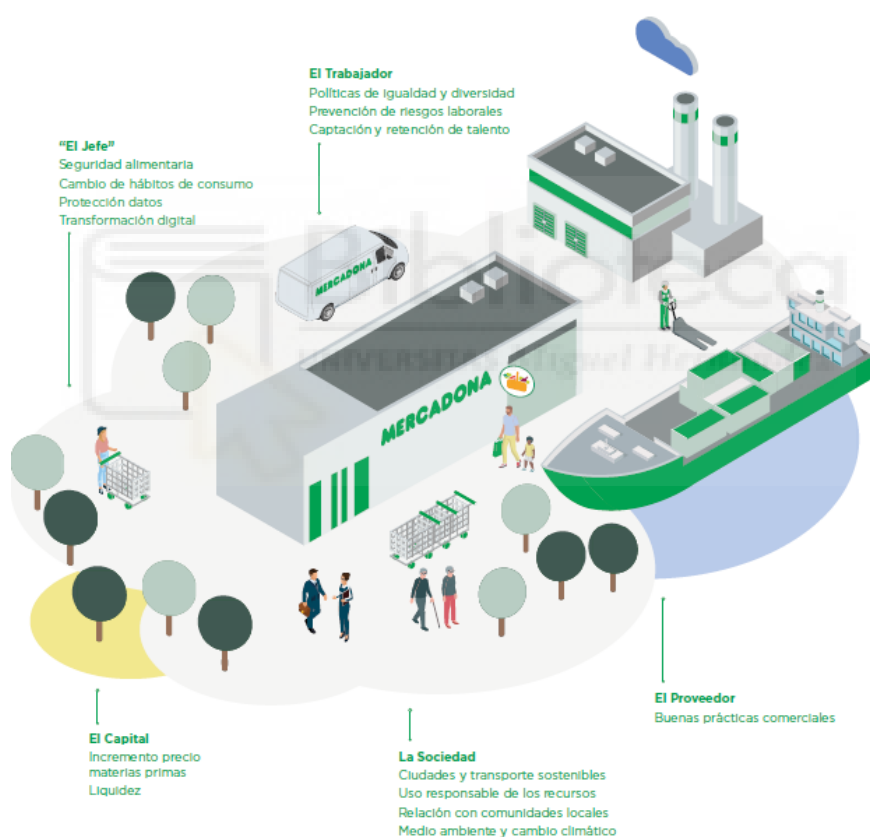 El Trabajador
Políticas de igualdad y diversidad
Prevención de riesgos laborales
Captación y retención de talento
"El Jefe"
Seguridad alimentaria
Cambio de hábitos de consumo
Protección datos
Transformación digital
Biblioteca
UNIVERSITAS Miguel Hernández
MERCADONA
MERCADONA
El Proveedor
Buenas prácticas comerciales
El Capital
Incremento precio
materias primas
Liquidez
La Sociedad
Ciudades y transporte sostenibles
Uso responsable de los recursos
Relación con comunidades locales
Medio ambiente y cambio climático